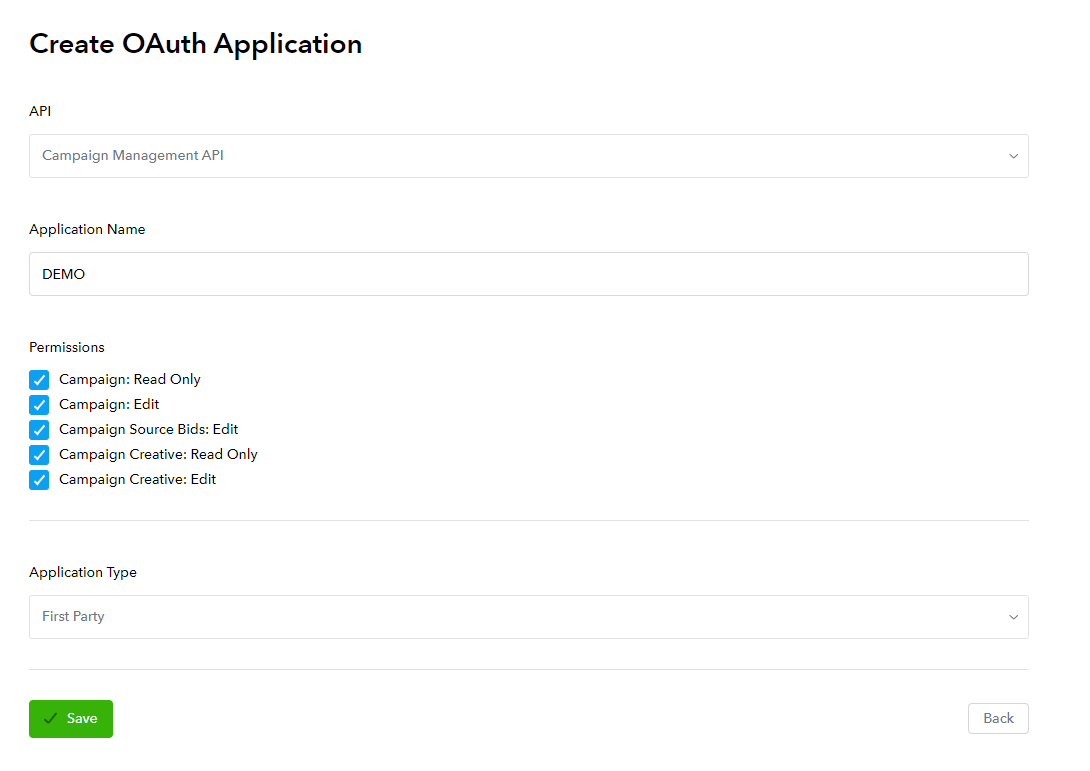 Create OAuth Application
API
Campaign Management API
Application Name
DEMO
Permissions
Campaign: Read Only
Campaign: Edit
Campaign Source Bids: Edit
Campaign Creative: Read Only
Campaign Creative: Edit
Application Type
First Party
Save
Back